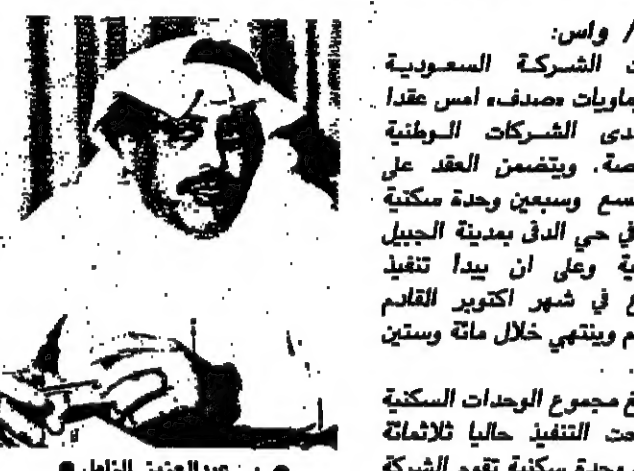 / واس:
ت الشركة السعودية
ماويات «صدف» امس عقدا
دى الشركات الوطنية
صة. ويتضمن العقد على
سع وسبعين وحدة سكنية
في حي الدفي بمدينة الجبيل
ية وعلى ان يبدأ تنفيذ
ع في شهر اكتوبر القادم
م وينتهي خلال مائة وستين
غ مجموع الوحدات السكنية
حت التنفيذ حاليا ثلاثمائة
وحدة سكنية تقوم الشركة
● عبدالعزيز الزامل ●